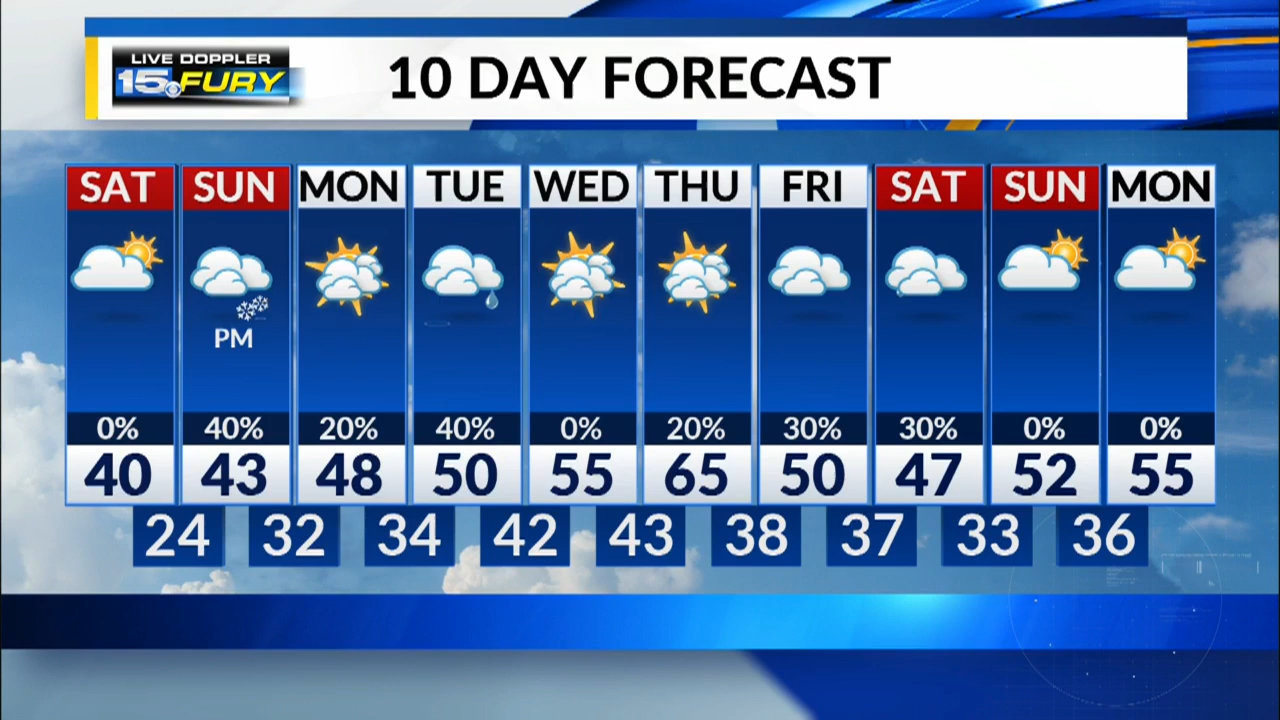 LIVE DOPPLER
15 FURY
10 DAY FORECAST
SAT SUN MON TUE WED THU FRI SAT SUN MON
PM
0% 40% 20% 40% 0% 20% 30% 30% 0% 0%
40 43 48 50 55 65 50 47 52 55
24 32 34 42 43 38 37 33 36